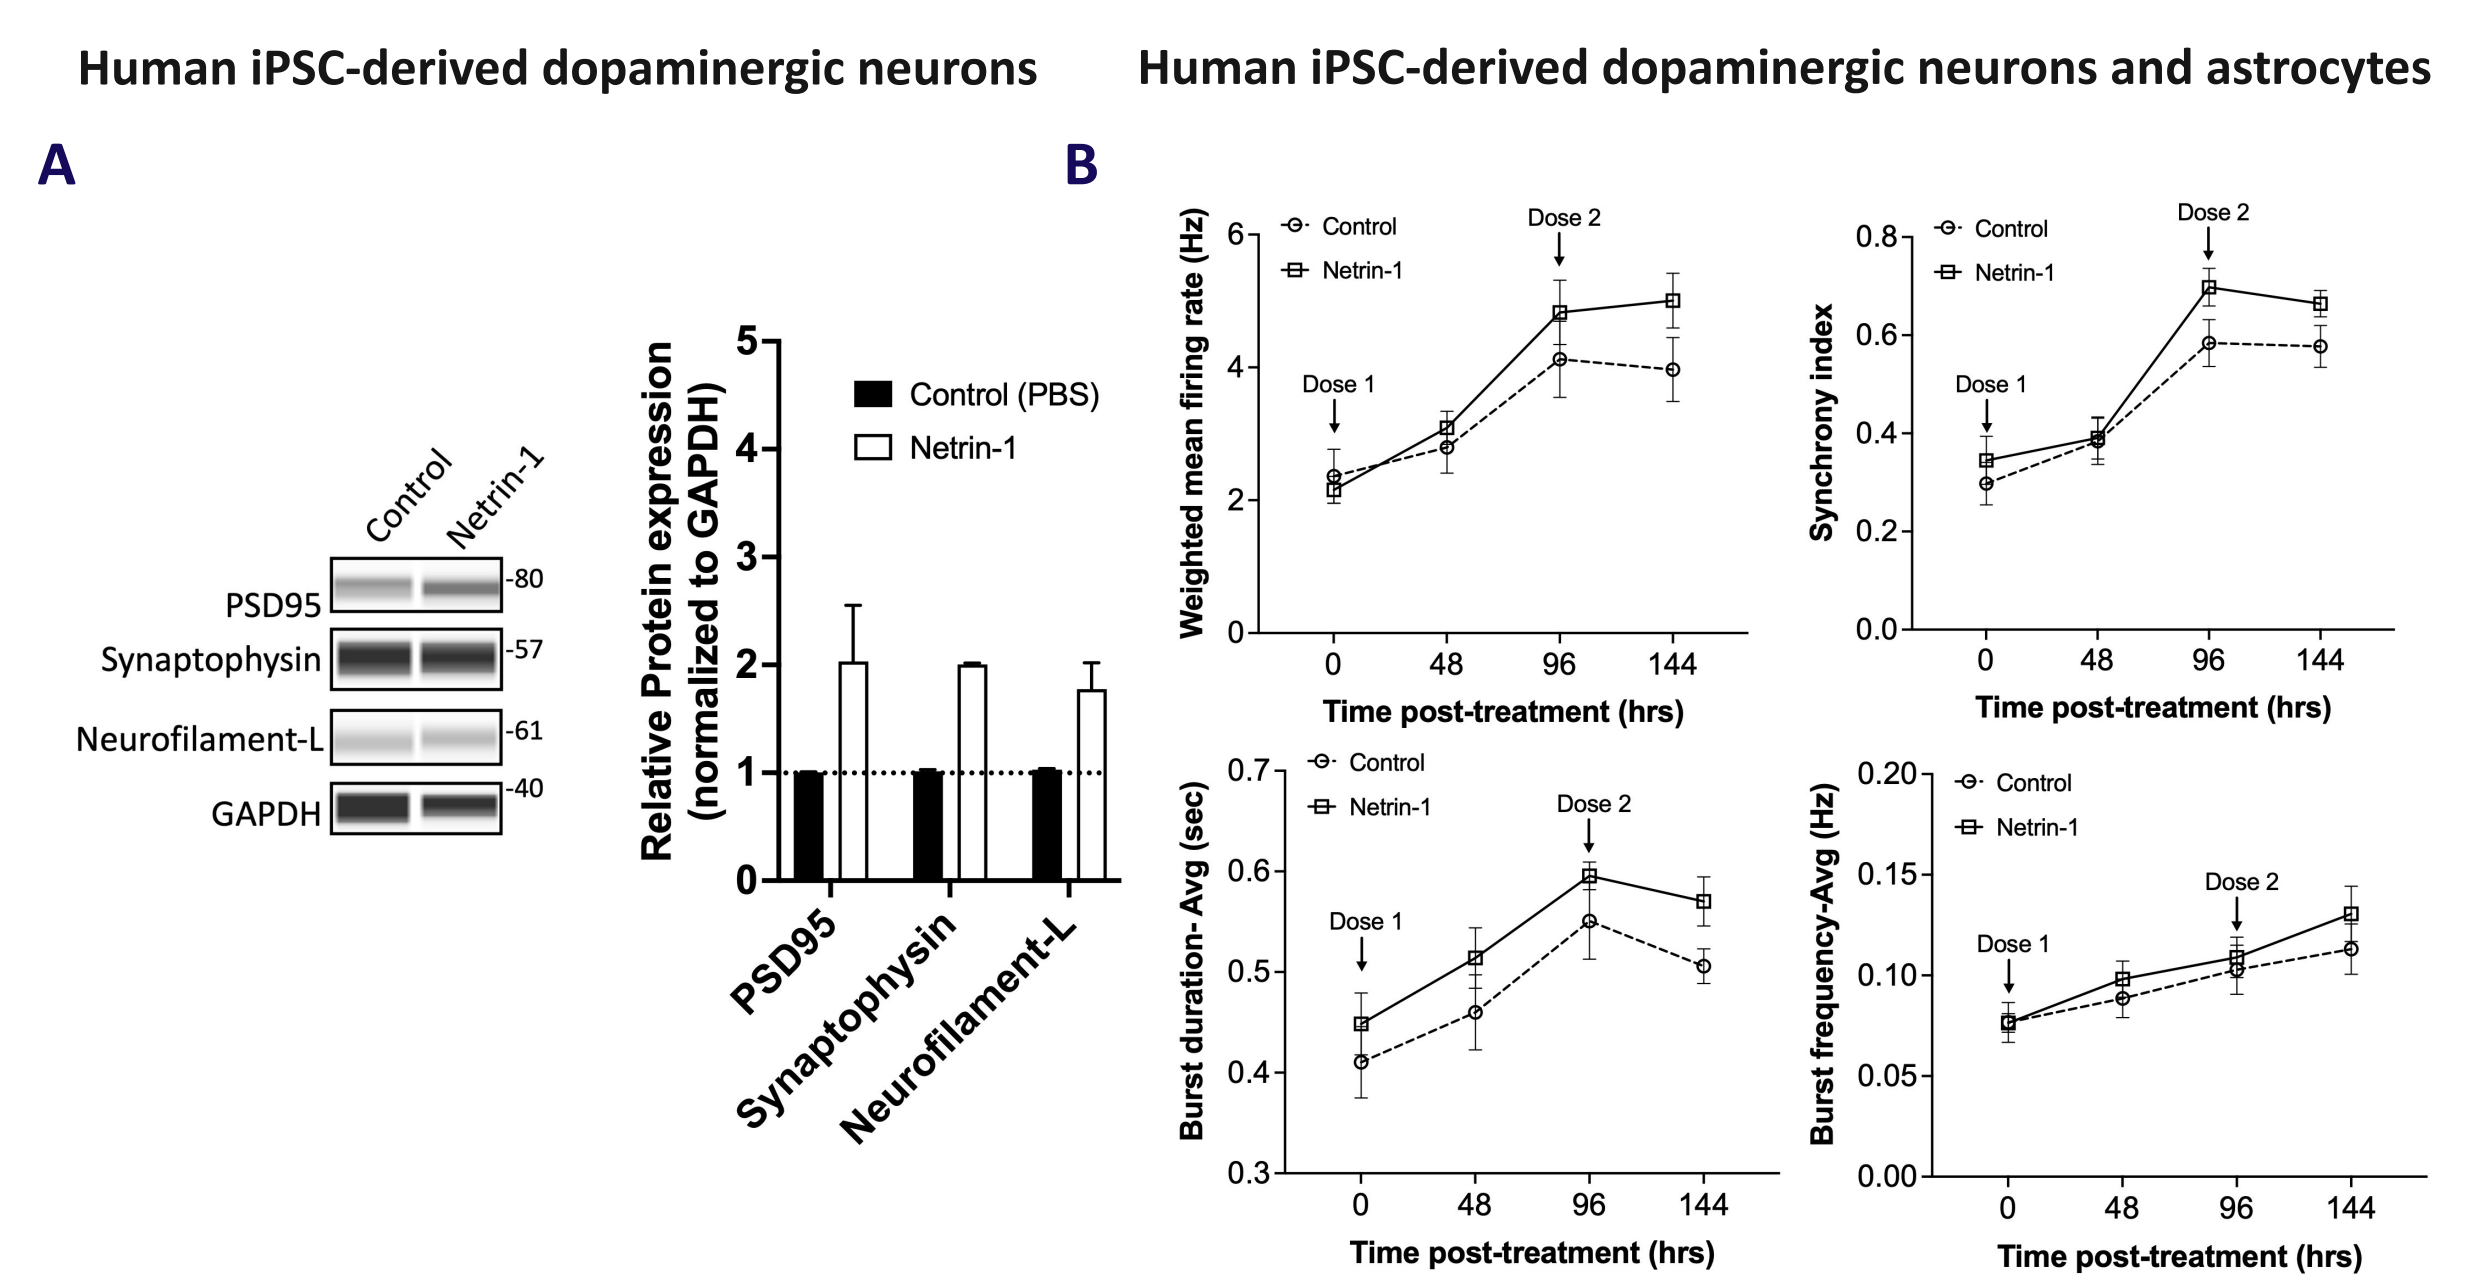 Human iPSC-derived dopaminergic neurons
Human iPSC-derived dopaminergic neurons and astrocytes
A
Control
Netrin-1
PSD95
-80
Synaptophysin
-57
Neurofilament-L
-61
GAPDH
-40
Relative Protein expression
(normalized to GAPDH)
5
4
3
2
1
0
Control (PBS)
Netrin-1
PSD95
Synaptophysin
Neurofilament-L
B
Weighted mean firing rate (Hz)
6
4
2
0
Control
Netrin-1
Dose 1
Dose 2
0 48 96 144
Time post-treatment (hrs)
Synchrony index
0.8
0.6
0.4
0.2
0.0
Control
Netrin-1
Dose 1
Dose 2
0 48 96 144
Time post-treatment (hrs)
Burst duration- Avg (sec)
0.7
0.6
0.5
0.4
0.3
Control
Netrin-1
Dose 1
Dose 2
0 48 96 144
Time post-treatment (hrs)
Burst frequency-Avg (Hz)
0.20
0.15
0.10
0.05
0.00
Control
Netrin-1
Dose 1
Dose 2
0 48 96 144
Time post-treatment (hrs)